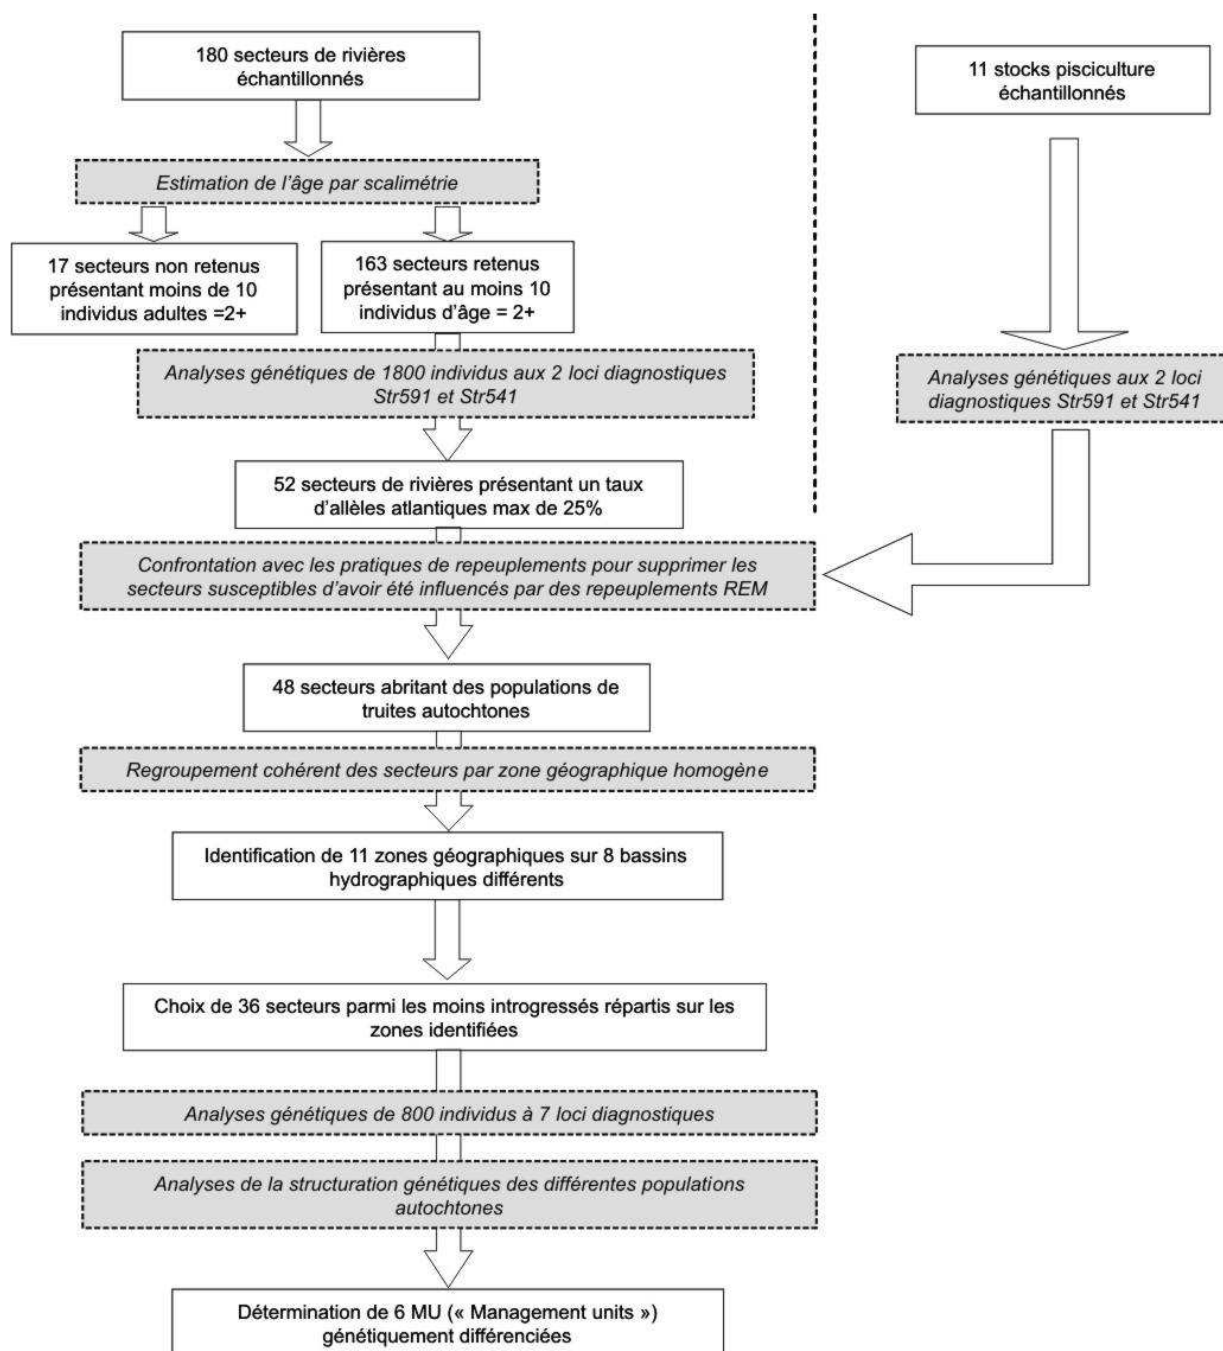 180 secteurs de rivières
échantillonnés
11 stocks pisciculture
échantillonnés
Estimation de l'âge par scalimétrie
17 secteurs non retenus
présentant moins de 10
individus adultes =2+
163 secteurs retenus
présentant au moins 10
individus d'âge = 2+
Analyses génétiques de 1800 individus aux 2 loci diagnostiques
Str591 et Str541
Analyses génétiques aux 2 loci
diagnostiques Str591 et Str541
52 secteurs de rivières présentant un taux
d'allèles atlantiques max de 25%
Confrontation avec les pratiques de repeuplements pour supprimer les
secteurs susceptibles d'avoir été influencés par des repeuplements REM
48 secteurs abritant des populations de
truites autochtones
Regroupement cohérent des secteurs par zone géographique homogène
Identification de 11 zones géographiques sur 8 bassins
hydrographiques différents
Choix de 36 secteurs parmi les moins introgressés répartis sur les
zones identifiées
Analyses génétiques de 800 individus à 7 loci diagnostiques
Analyses de la structuration génétiques des différentes populations
autochtones
Détermination de 6 MU (« Management units »)
génétiquement différenciées